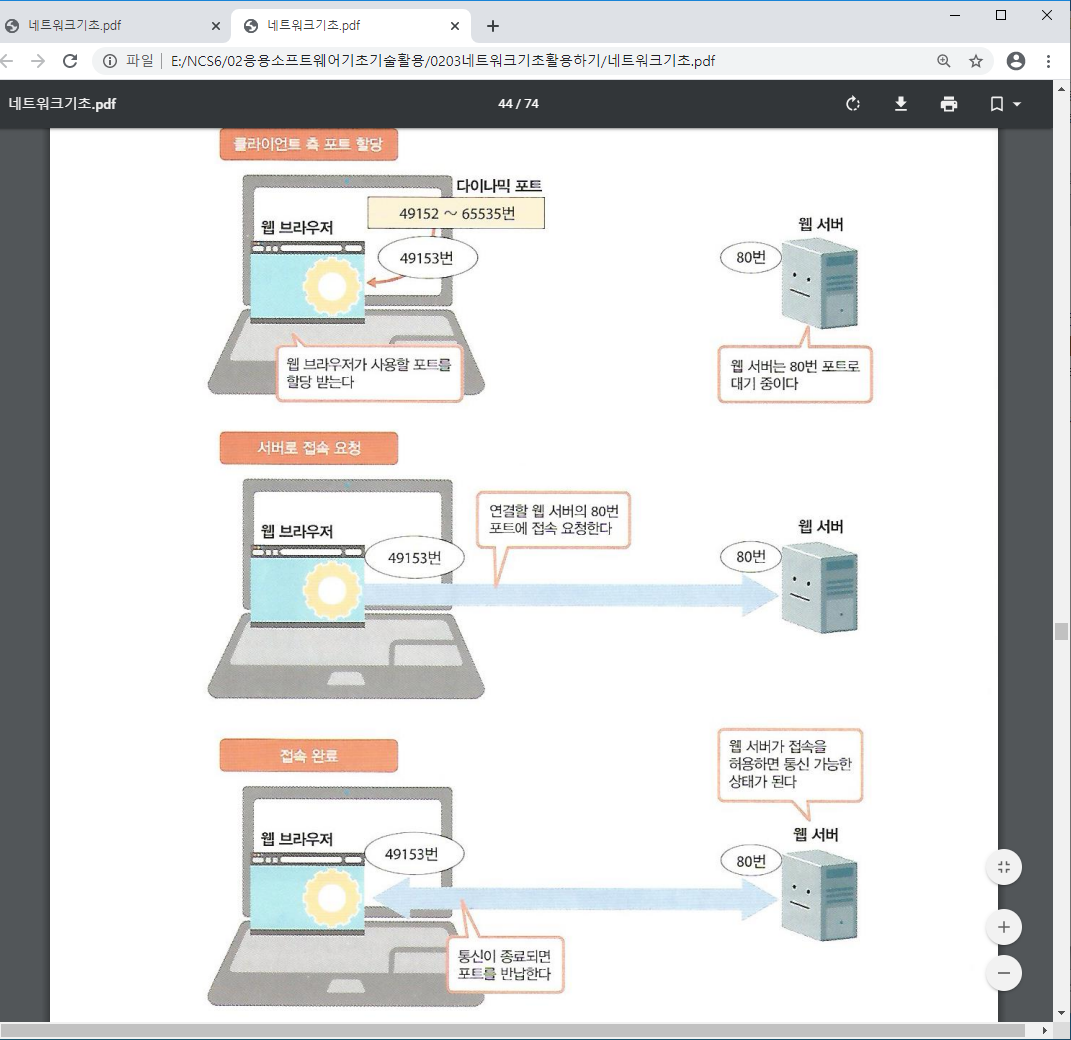 네트워크기초.pdf
네트워크기초.pdf
파일
E:/NCS6/02응용소프트웨어기초기술활용/0203네트워크기초활용하기/네트워크기초.pdf
네트워크기초.pdf
44 / 74
클라이언트 측 포트 할당
다이나믹 포트
49152 ~ 65535번
웹 브라우저
49153번
웹 서버
80번
웹 브라우저가 사용할 포트를
할당 받는다
웹 서버는 80번 포트로
대기 중이다
서버로 접속 요청
연결할 웹 서버의 80번
포트에 접속 요청한다
웹 브라우저
49153번
웹 서버
80번
접속 완료
웹 서버가 접속을
허용하면 통신 가능한
상태가 된다
웹 브라우저
49153번
웹 서버
80번
통신이 종료되면
포트를 반납한다